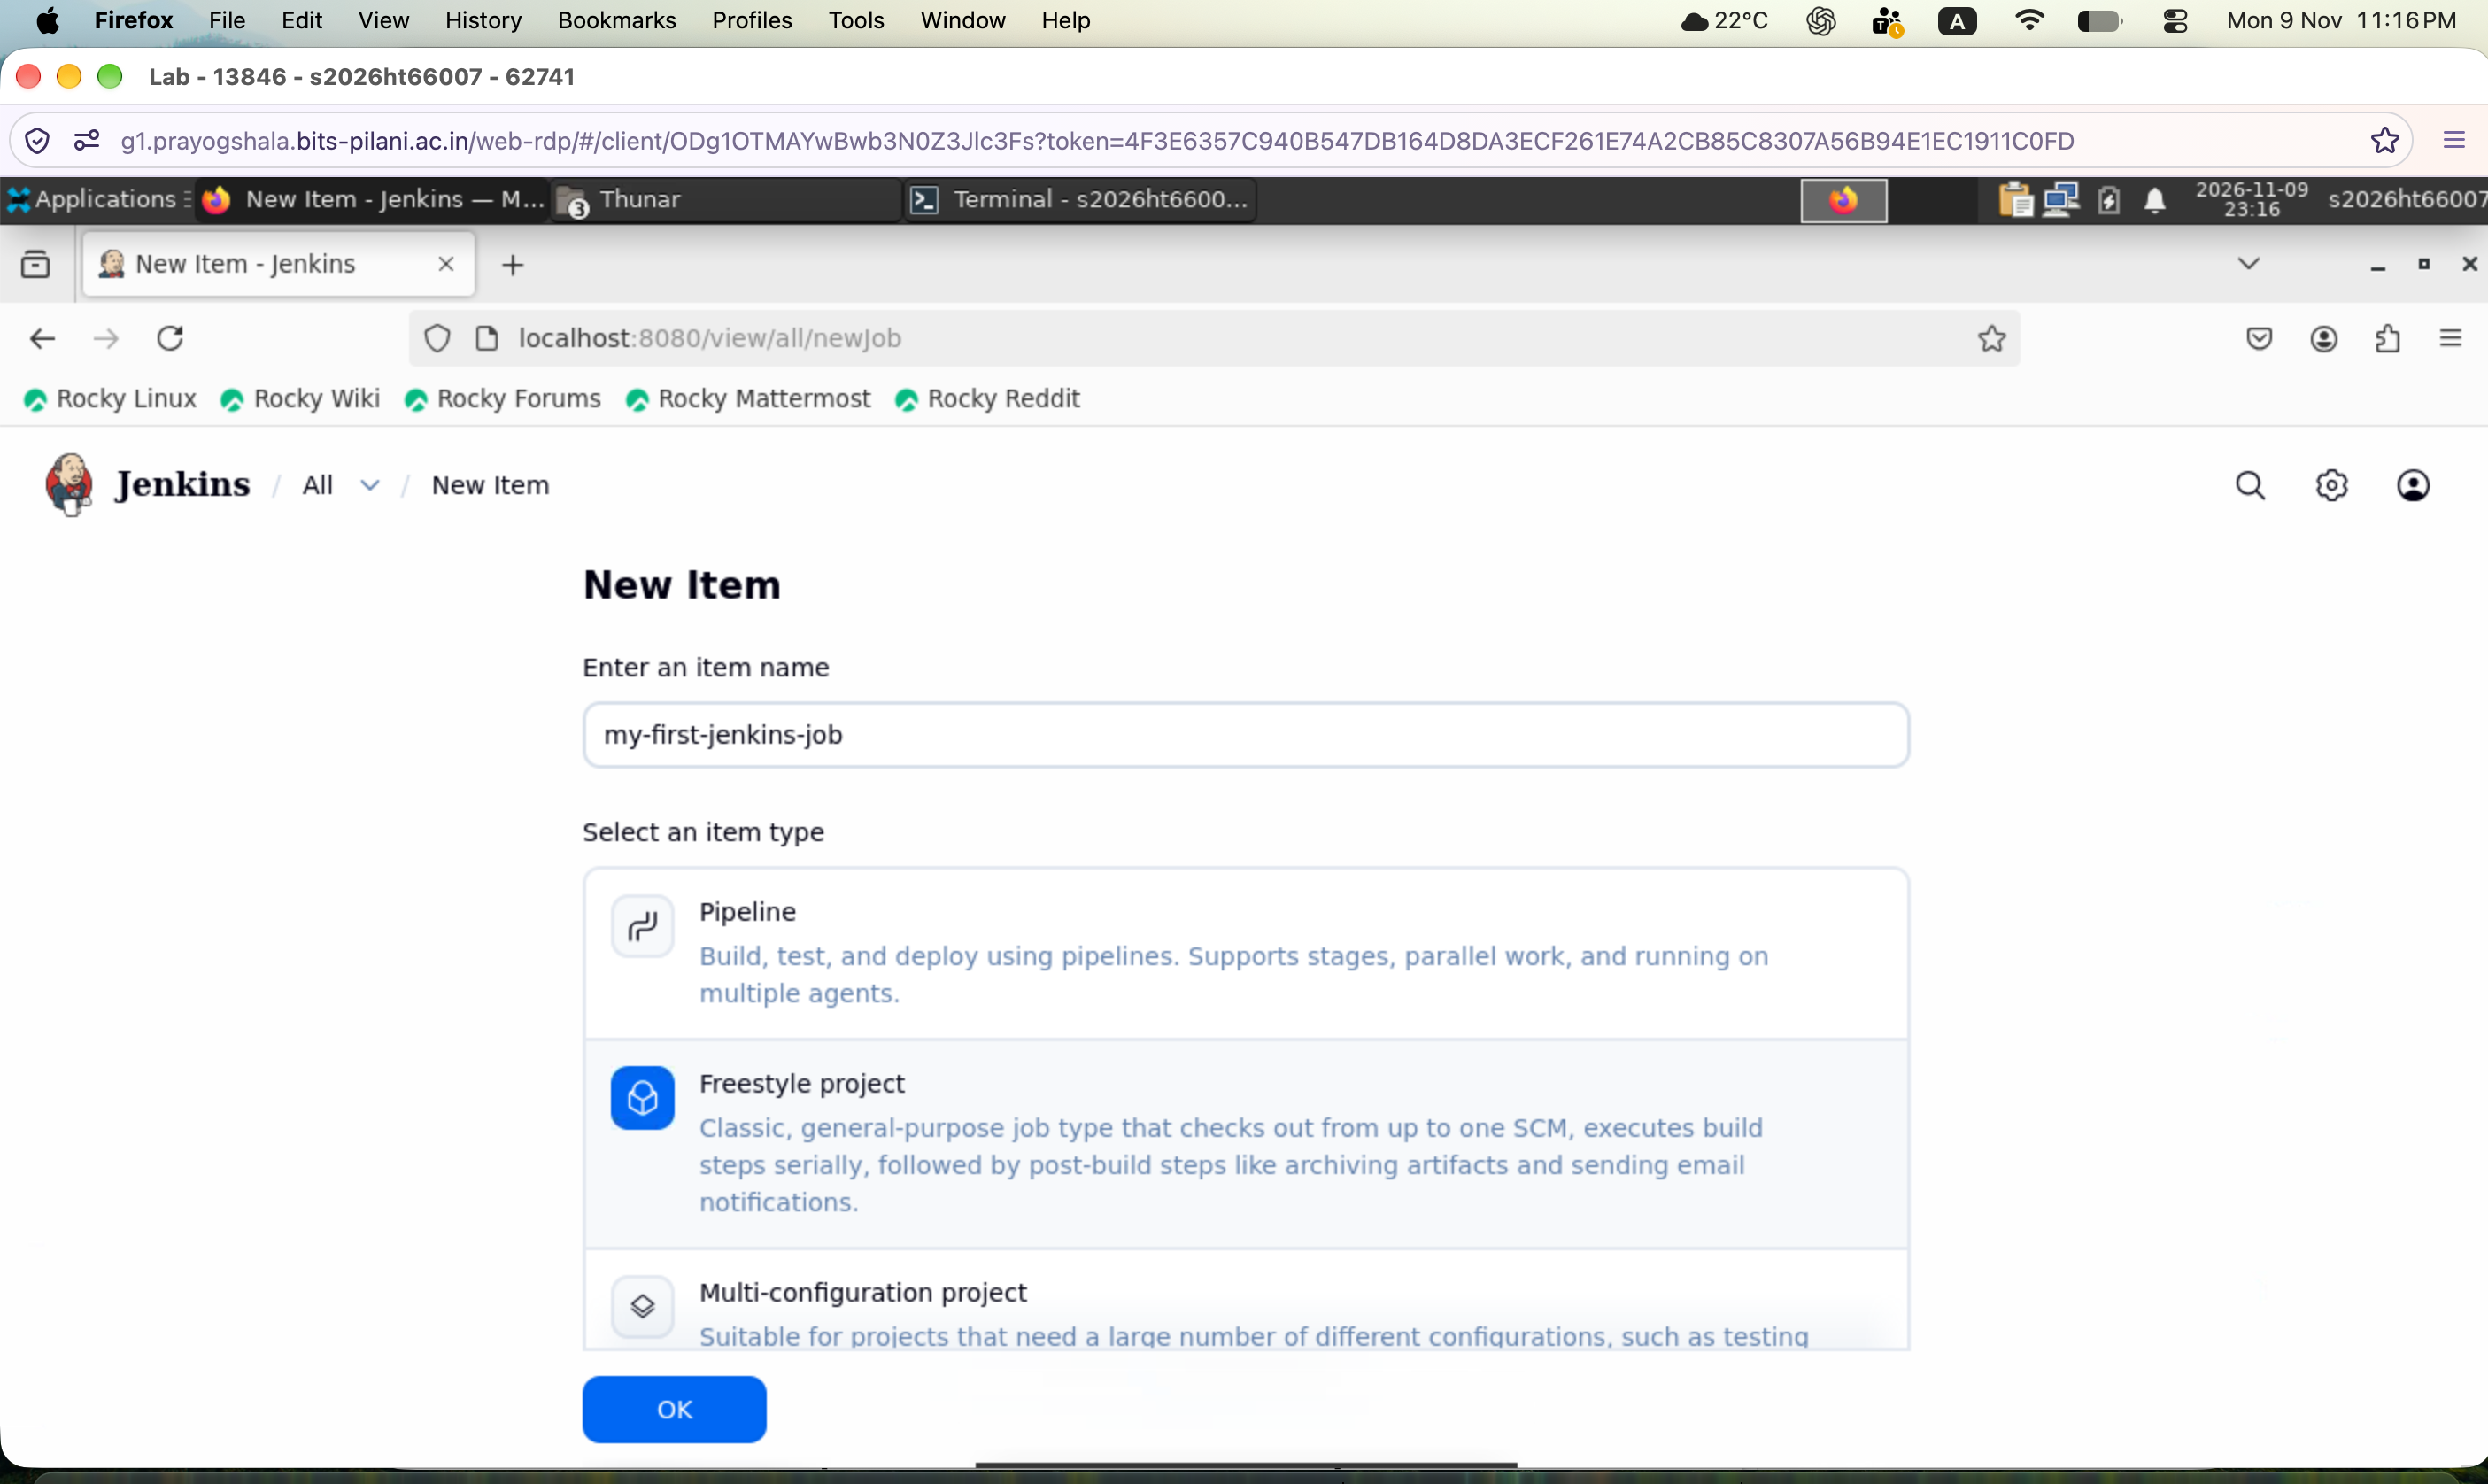 Firefox File Edit View History Bookmarks Profiles Tools Window Help 22°C A Mon 9 Nov 11:16 PM
Lab - 13846 - s2026ht66007 - 62741
g1.prayogshala.bits-pilani.ac.in/web-rdp/#/client/ODg1OTMAYwBwb3N0Z3Jlc3Fs?token=4F3E6357C940B547DB164D8DA3ECF261E74A2CB85C8307A56B94E1EC1911C0FD
Applications New Item - Jenkins — M... 3 Thunar Terminal - s2026ht6600... 2026-11-09 s2026ht66007
23:16
New Item - Jenkins
localhost:8080/view/all/newJob
Rocky Linux Rocky Wiki Rocky Forums Rocky Mattermost Rocky Reddit
Jenkins / All / New Item
New Item
Enter an item name
my-first-jenkins-job
Select an item type
Pipeline
Build, test, and deploy using pipelines. Supports stages, parallel work, and running on
multiple agents.
Freestyle project
Classic, general-purpose job type that checks out from up to one SCM, executes build
steps serially, followed by post-build steps like archiving artifacts and sending email
notifications.
Multi-configuration project
Suitable for projects that need a large number of different configurations, such as testing
OK